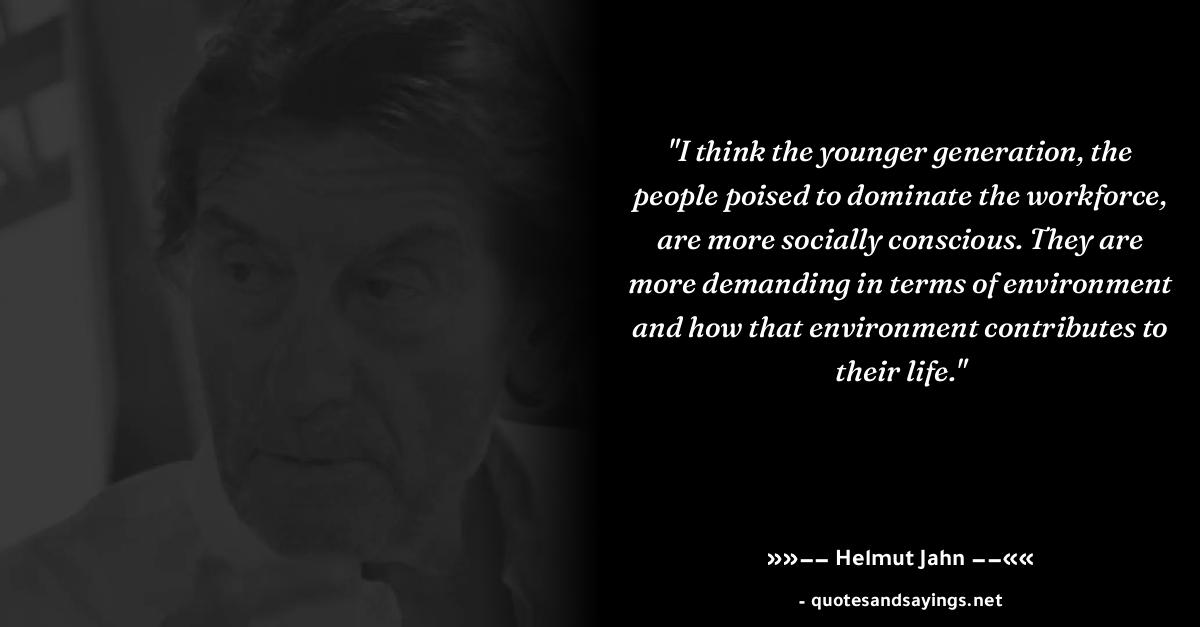 "I think the younger generation, the
people poised to dominate the workforce,
are more socially conscious. They are
more demanding in terms of environment
and how that environment contributes to
their life."
»»−− Helmut Jahn −−««
- quotesandsayings.net